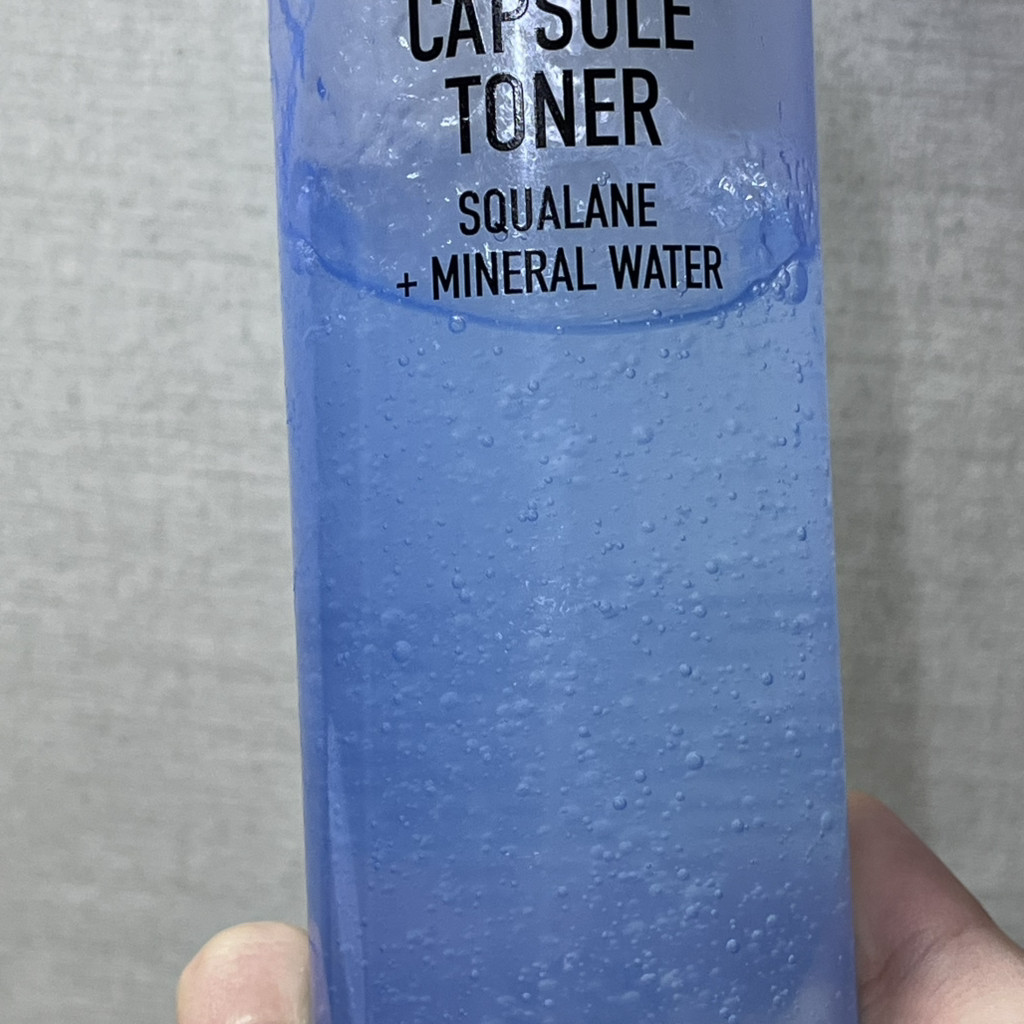 CAPSULE
TONER
SQUALANE
+ MINERAL WATER